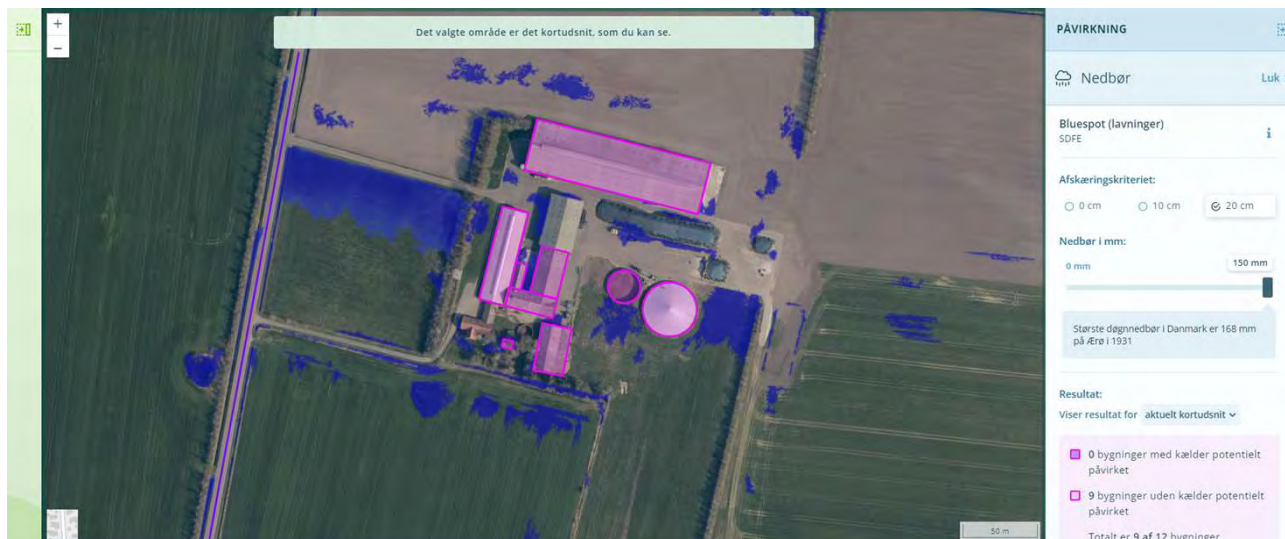 +
−
Det valgte område er det kortudsnit, som du kan se.
50 m
PÅVIRKNING
Nedbør
Luk
Bluespot (lavninger)
SDFE
i
Afskæringskriteriet:
0 cm
10 cm
20 cm
Nedbør i mm:
0 mm
150 mm
Største døgnnedbør i Danmark er 168 mm
på Ærø i 1931
Resultat:
Viser resultat for aktuelt kortudsnit
0 bygninger med kælder potentielt
påvirket
9 bygninger uden kælder potentielt
påvirket
Totalt er 9 af 12 bygninger